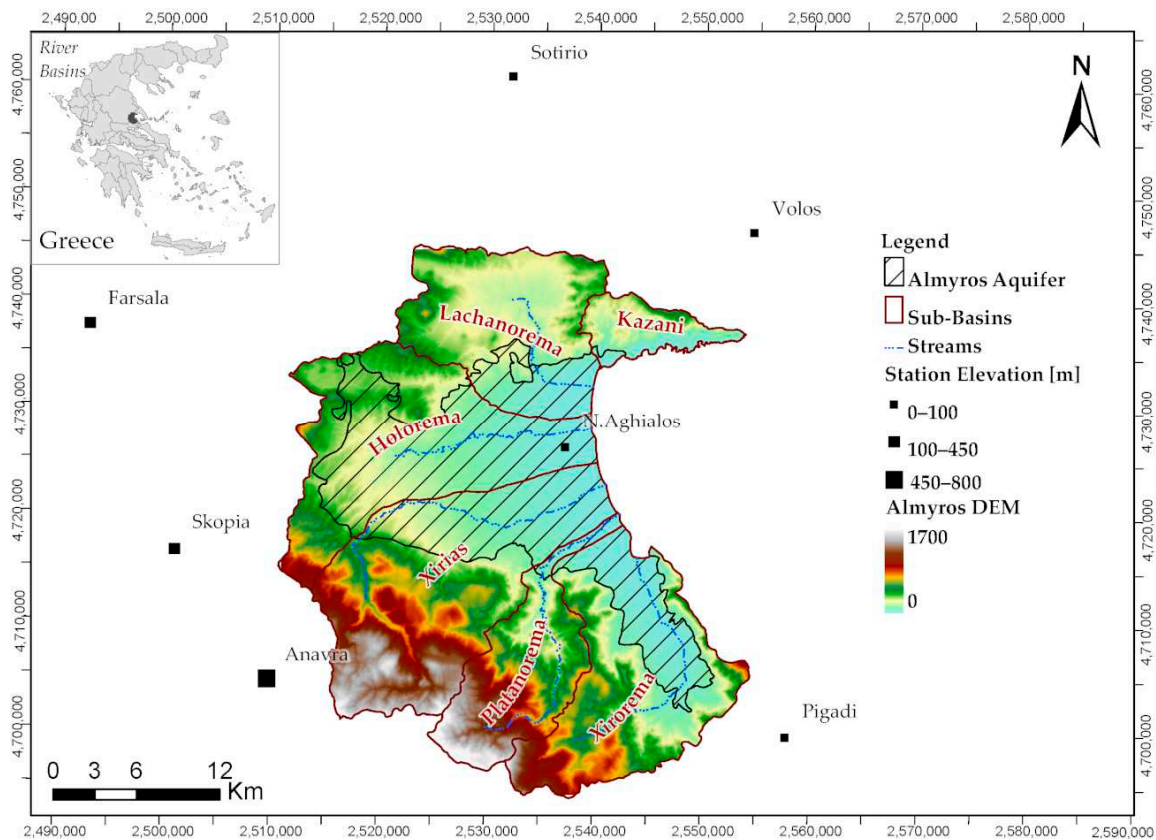 2,490,000 2,500,000 2,510,000 2,520,000 2,530,000 2,540,000 2,550,000 2,560,000 2,570,000 2,580,000
River
Basins
Greece
N
Sotirio
Volos
Farsala
Skopia
Anavra
Pigadi
N.Aghialos
Lachanorema
Kazani
Holorema
Xirias
Platanorema
Xirorema
Legend
Almyros Aquifer
Sub-Basins
Streams
Station Elevation [m]
0–100
100–450
450–800
Almyros DEM
1700
0
4,760,000
4,750,000
4,740,000
4,730,000
4,720,000
4,710,000
4,700,000
4,760,000
4,750,000
4,740,000
4,730,000
4,720,000
4,710,000
4,700,000
0 3 6 12
Km
2,490,000 2,500,000 2,510,000 2,520,000 2,530,000 2,540,000 2,550,000 2,560,000 2,570,000 2,580,000 2,590,000